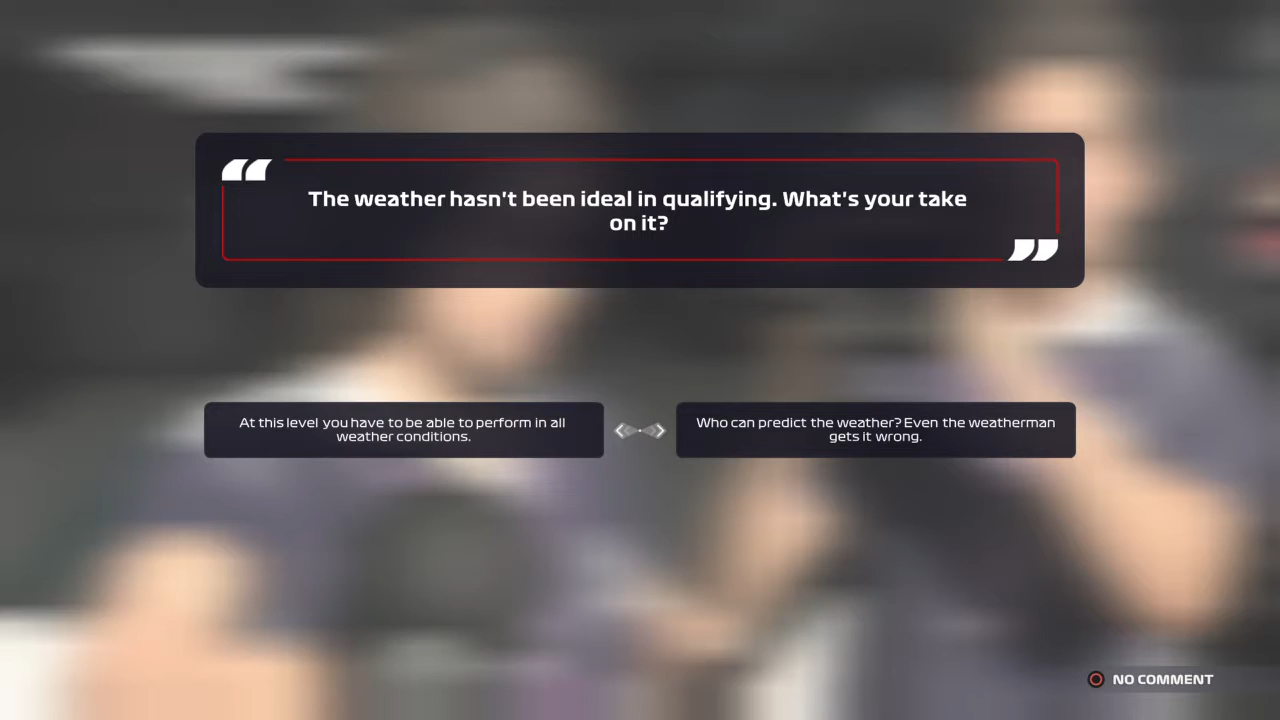 The weather hasn't been ideal in qualifying. What's your take
on it?
At this level you have to be able to perform in all
weather conditions.
Who can predict the weather? Even the weatherman
gets it wrong.
NO COMMENT